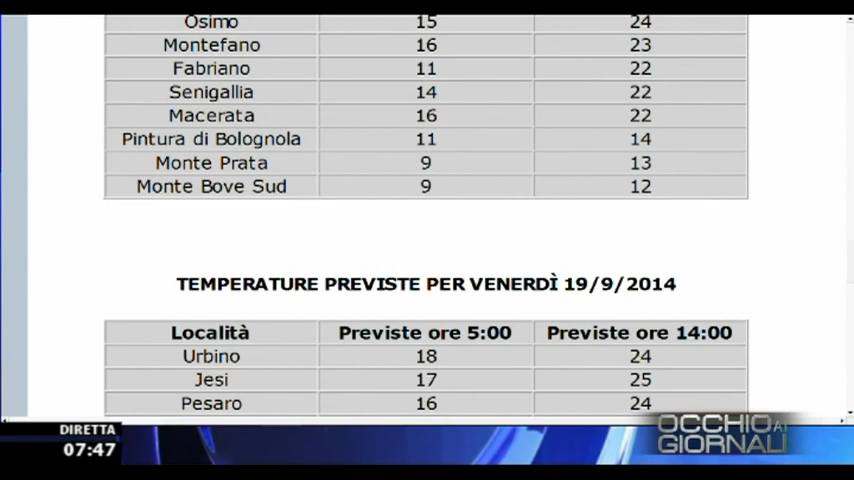 Osimo 15 24
Montefano 16 23
Fabriano 11 22
Senigallia 14 22
Macerata 16 22
Pintura di Bolognola 11 14
Monte Prata 9 13
Monte Bove Sud 9 12
TEMPERATURE PREVISTE PER VENERDÌ 19/9/2014
Località Previste ore 5:00 Previste ore 14:00
Urbino 18 24
Jesi 17 25
Pesaro 16 24
DIRETTA
07:47
OCCHIO AI
GIORNALI